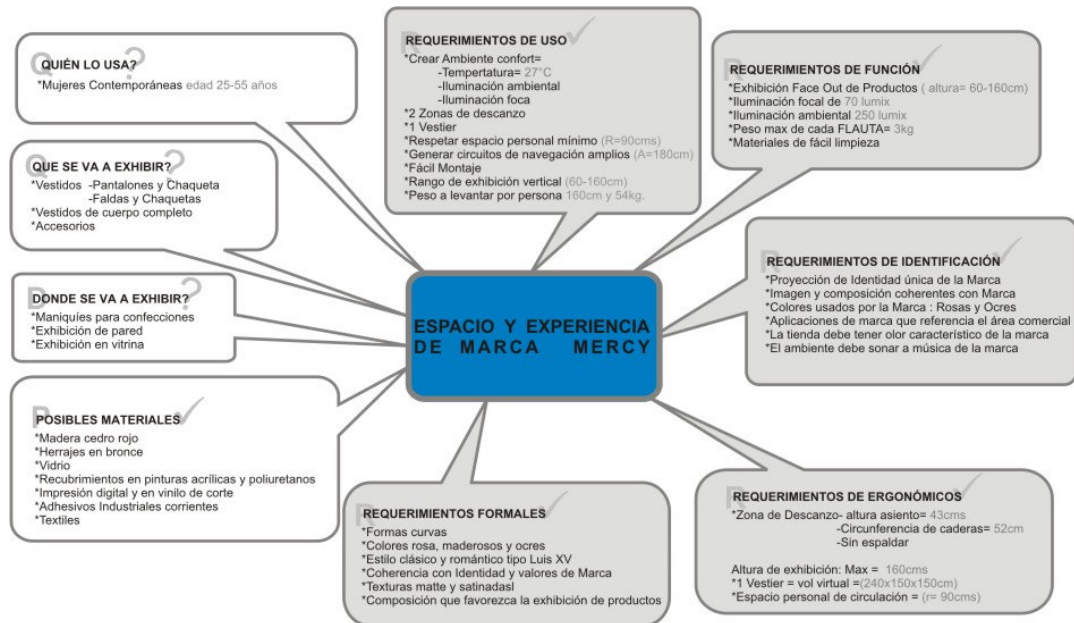 QUIÉN LO USA?
*Mujeres Contemporáneas edad 25-55 años
QUE SE VA A EXHIBIR?
*Vestidos -Pantalones y Chaqueta
-Faldas y Chaquetas
*Vestidos de cuerpo completo
*Accesorios
DONDE SE VA A EXHIBIR?
*Maniquíes para confecciones
*Exhibición de pared
*Exhibición en vitrina
POSIBLES MATERIALES
*Madera cedro rojo
*Herrajes en bronce
*Vidrio
*Recubrimientos en pinturas acrílicas y poliuretanos
*Impresión digital y en vinilo de corte
*Adhesivos Industriales corrientes
*Textiles
REQUERIMIENTOS DE USO
*Crear Ambiente confort=
-Tempertatura= 27°C
-Iluminación ambiental
-Iluminación foca
*2 Zonas de descanzo
*1 Vestier
*Respetar espacio personal mínimo (R=90cms)
*Generar circuitos de navegación amplios (A=180cm)
*Fácil Montaje
*Rango de exhibición vertical (60-160cm)
*Peso a levantar por persona 160cm y 54kg.
ESPACIO Y EXPERIENCIA
DE MARCA MERCY
REQUERIMIENTOS FORMALES
*Formas curvas
*Colores rosa, maderosos y ocres
*Estilo clásico y romántico tipo Luis XV
*Coherencia con Identidad y valores de Marca
*Texturas matte y satinadasl
*Composición que favorezca la exhibición de productos
REQUERIMIENTOS DE FUNCIÓN
*Exhibición Face Out de Productos ( altura= 60-160cm)
*Iluminación focal de 70 lumix
*Iluminación ambiental 250 lumix
*Peso max de cada FLAUTA= 3kg
*Materiales de fácil limpieza
REQUERIMIENTOS DE IDENTIFICACIÓN
*Proyección de Identidad única de la Marca
*Imagen y composición coherentes con Marca
*Colores usados por la Marca : Rosas y Ocres
*Aplicaciones de marca que referencia el área comercial
*La tienda debe tener olor característico de la marca
*El ambiente debe sonar a música de la marca
REQUERIMIENTOS DE ERGONÓMICOS
*Zona de Descanzo- altura asiento= 43cms
-Circunferencia de caderas= 52cm
-Sin espaldar
Altura de exhibición: Max = 160cms
*1 Vestier = vol virtual =(240x150x150cm)
*Espacio personal de circulación = (r= 90cms)